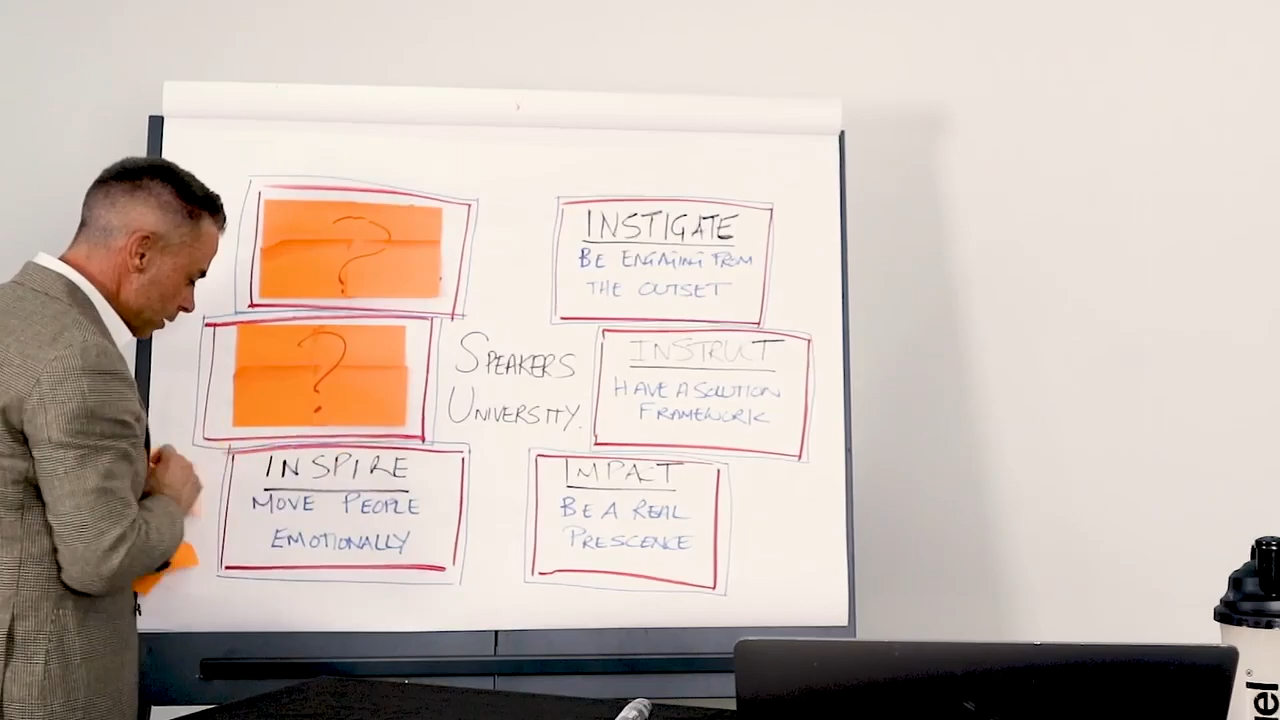 ?
INSTIGATE
BE ENGAGING FROM
THE OUTSET
?
SPEAKERS
UNIVERSITY.
INSTRUCT
HAVE A SOLUTION
FRAMEWORK
INSPIRE
MOVE PEOPLE
EMOTIONALLY
IMPACT
BE A REAL
PRESCENCE